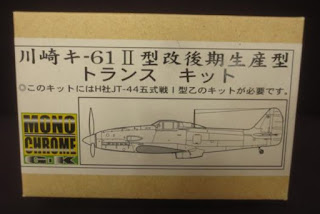 川崎キ-61Ⅱ型改後期生産型
トランス キット
◎このキットにはH社JT-44五式戦Ⅰ型乙のキットが必要です。
MONO
CHROME
G.K